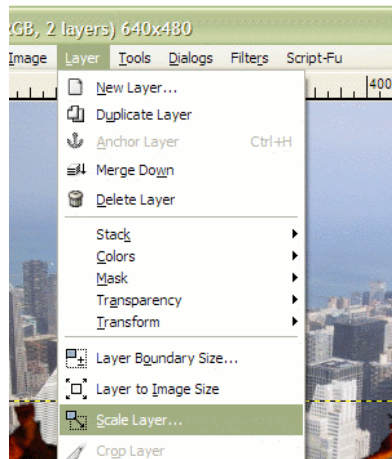 RGB, 2 layers) 640x480
Image Layer Tools Dialogs Filters Script-Fu
400
New Layer...
Duplicate Layer
Anchor Layer Ctrl+H
Merge Down
Delete Layer
Stack
Colors
Mask
Transparency
Transform
Layer Boundary Size...
Layer to Image Size
Scale Layer...
Crop Layer